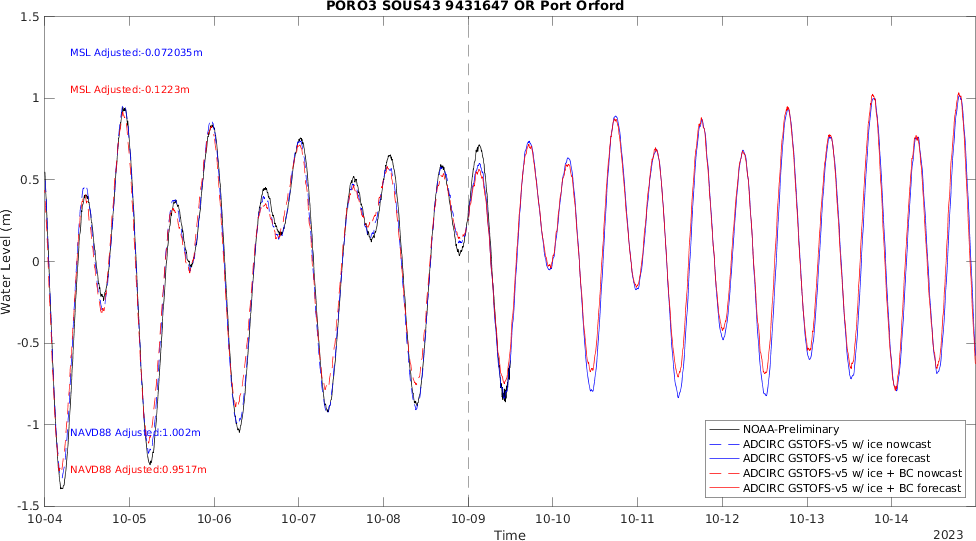 PORO3 SOUS43 9431647 OR Port Orford
1.5
MSL Adjusted:-0.072035m
MSL Adjusted:-0.1223m
1
0.5
Water Level (m)
0
-0.5
-1
NAVD88 Adjusted:1.002m
NAVD88 Adjusted:0.9517m
-1.5
NOAA-Preliminary
ADCIRC GSTOFS-v5 w/ ice nowcast
ADCIRC GSTOFS-v5 w/ ice forecast
ADCIRC GSTOFS-v5 w/ ice + BC nowcast
ADCIRC GSTOFS-v5 w/ ice + BC forecast
10-04 10-05 10-06 10-07 10-08 10-09 10-10 10-11 10-12 10-13 10-14
Time
2023